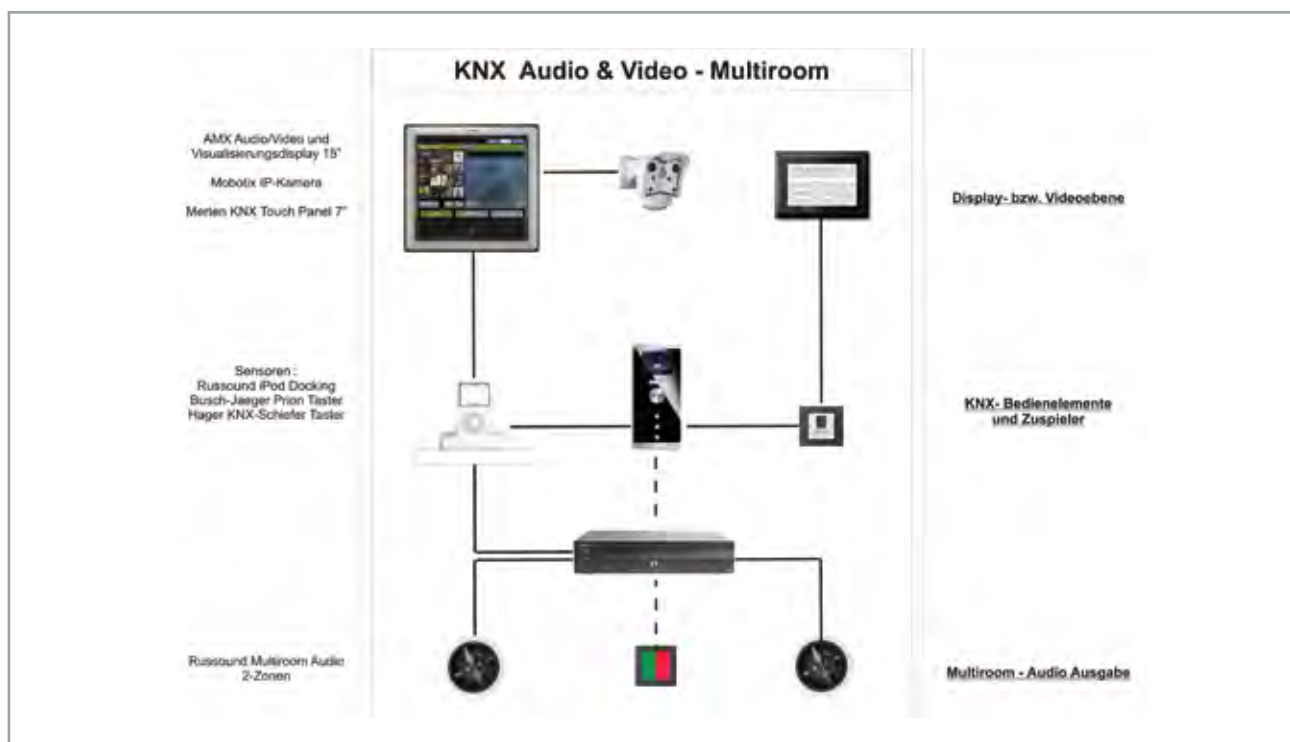 KNX Audio & Video - Multiroom
AMX Audio/Video und
Visualisierungsdisplay 15"
Mobotix IP-Kamera
Merten KNX Touch Panel 7"
Display- bzw. Videoebene
Sensoren :
Russound iPod Docking
Busch-Jaeger Prion Taster
Hager KNX-Schiefer Taster
KNX- Bedienelemente
und Zuspieler
Russound Multiroom Audio
2-Zonen
Multiroom - Audio Ausgabe